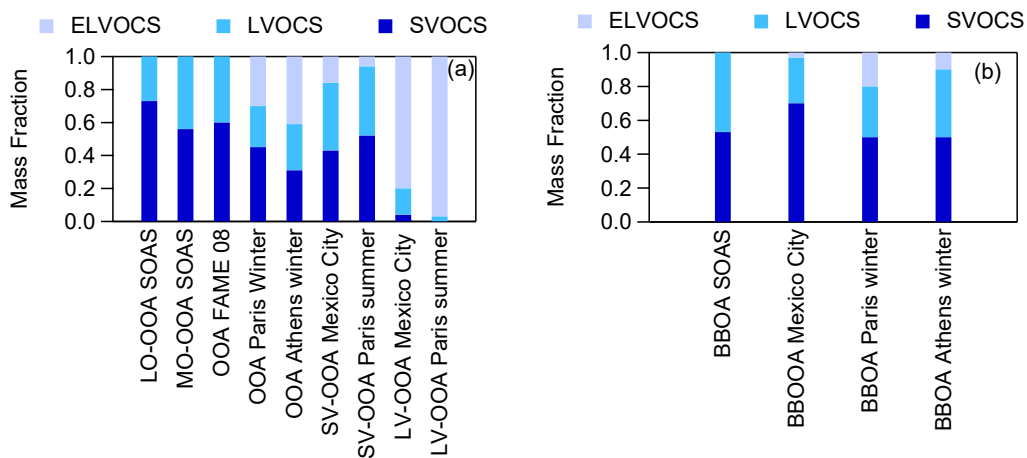 ELVOCS LVOCS SVOCS
(a)
Mass Fraction
1.0
0.8
0.6
0.4
0.2
0.0
LO-OOA SOAS
MO-OOA SOAS
OOA FAME 08
OOA Paris Winter
OOA Athens winter
SV-OOA Mexico City
SV-OOA Paris summer
LV-OOA Mexico City
LV-OOA Paris summer
ELVOCS LVOCS SVOCS
(b)
Mass Fraction
1.0
0.8
0.6
0.4
0.2
0.0
BBOA SOAS
BBOOA Mexico City
BBOA Paris winter
BBOA Athens winter